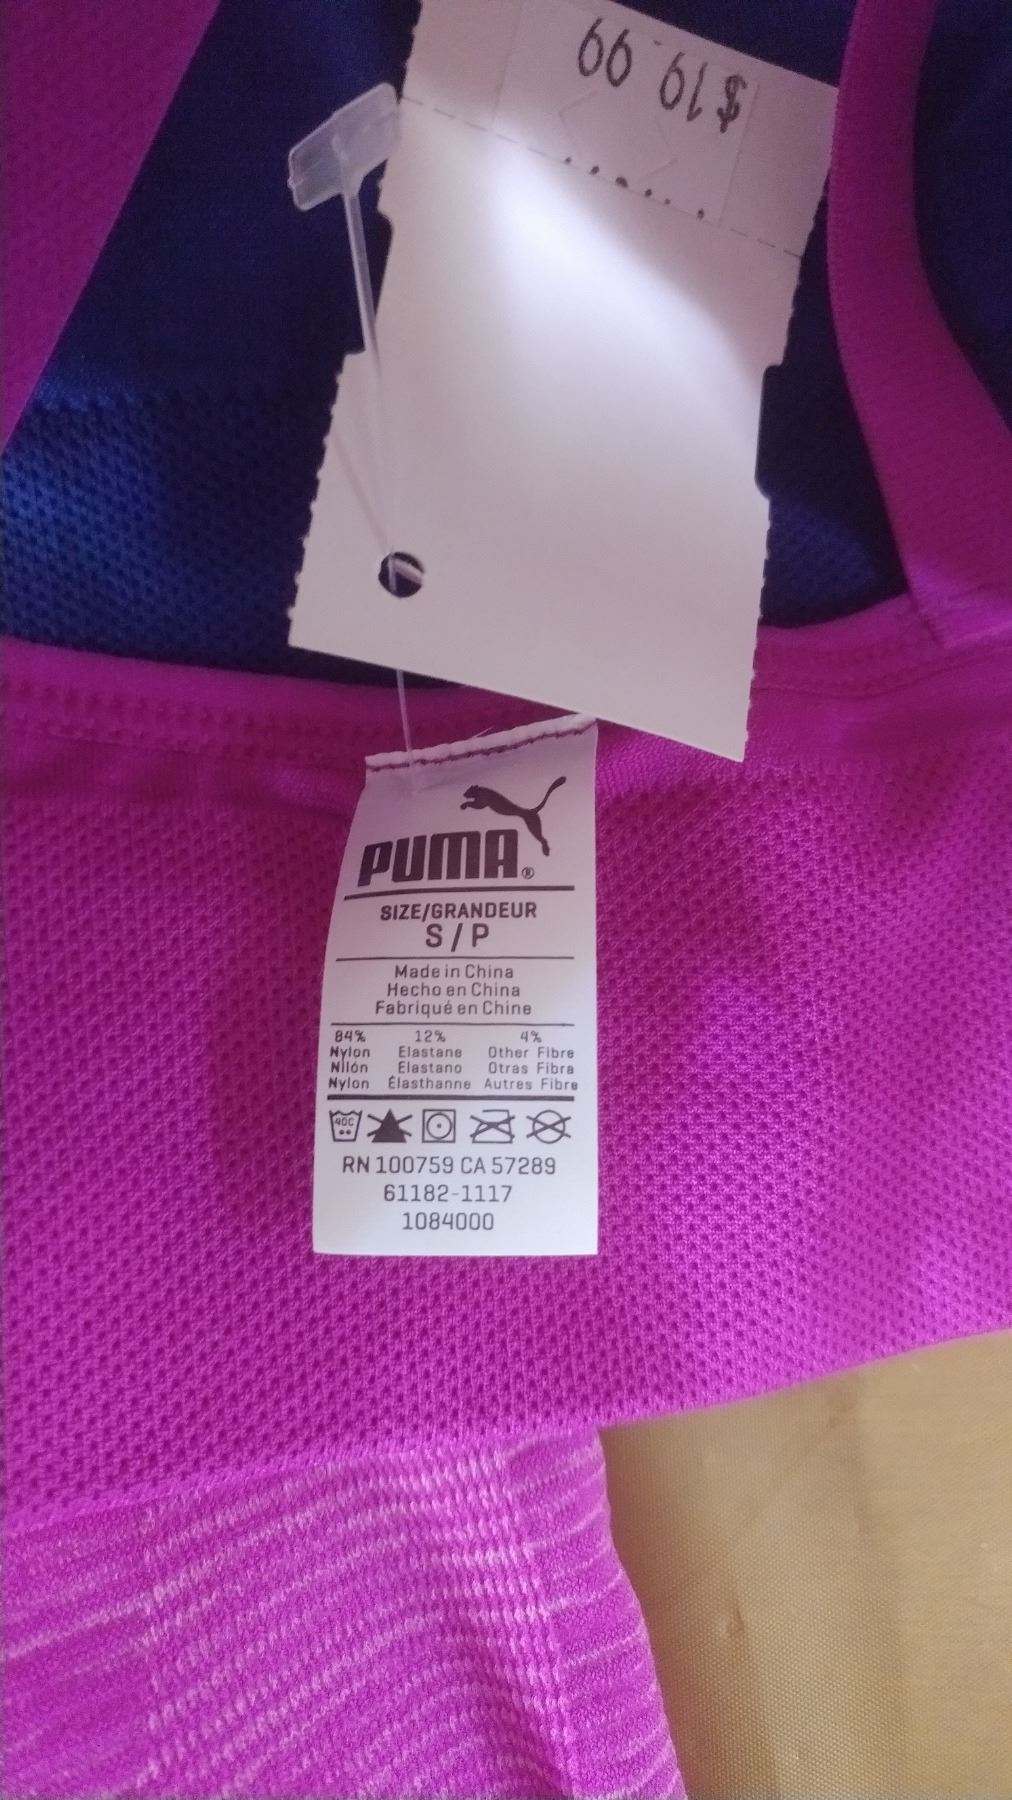 $19.99
PUMA®
SIZE/GRANDEUR
S / P
Made in China
Hecho en China
Fabriqué en Chine
84% 12% 4%
Nylon Elastane Other Fibre
Nilón Elastano Otras Fibra
Nylon Élasthanne Autres Fibre
40C
RN 100759 CA 57289
61182-1117
1084000